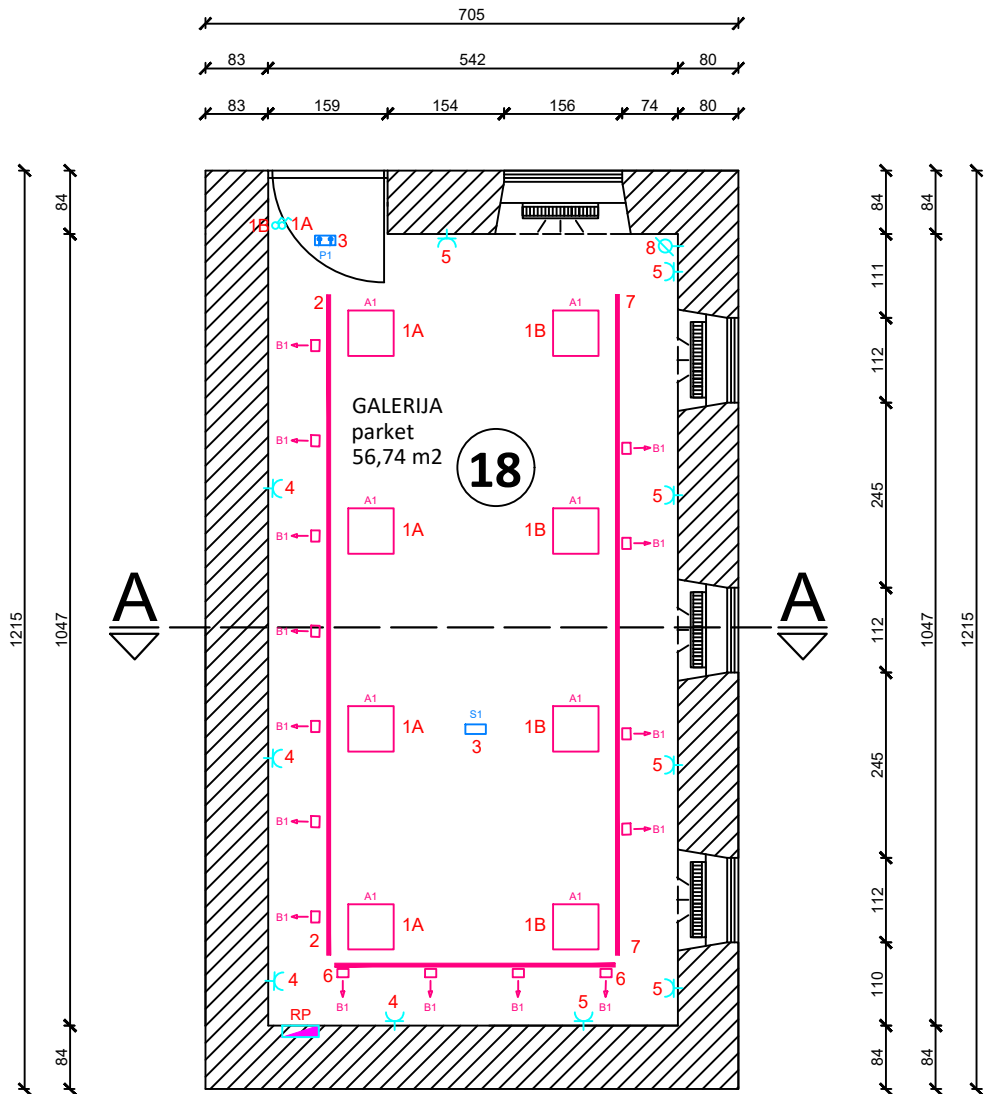 705
83 542 80
83 159 154 156 74 80
84 84 84
1B 1A
3
P1
5
8
5
111
2 7
A1 A1
1A 1B
B1
112
GALERIJA
parket
56,74 m2
18
B1 B1
4 5
245
A1 A1
1A 1B
B1 B1
A A
1215 1047 B1 112 1047 1215
A1 S1 A1
B1 1A 1B B1
3
4 5
245
B1 B1
A1 A1
112
B1 1A 1B
2 7
6 6
4 5
110
B1 B1 B1 B1
4 5
RP
84 84 84